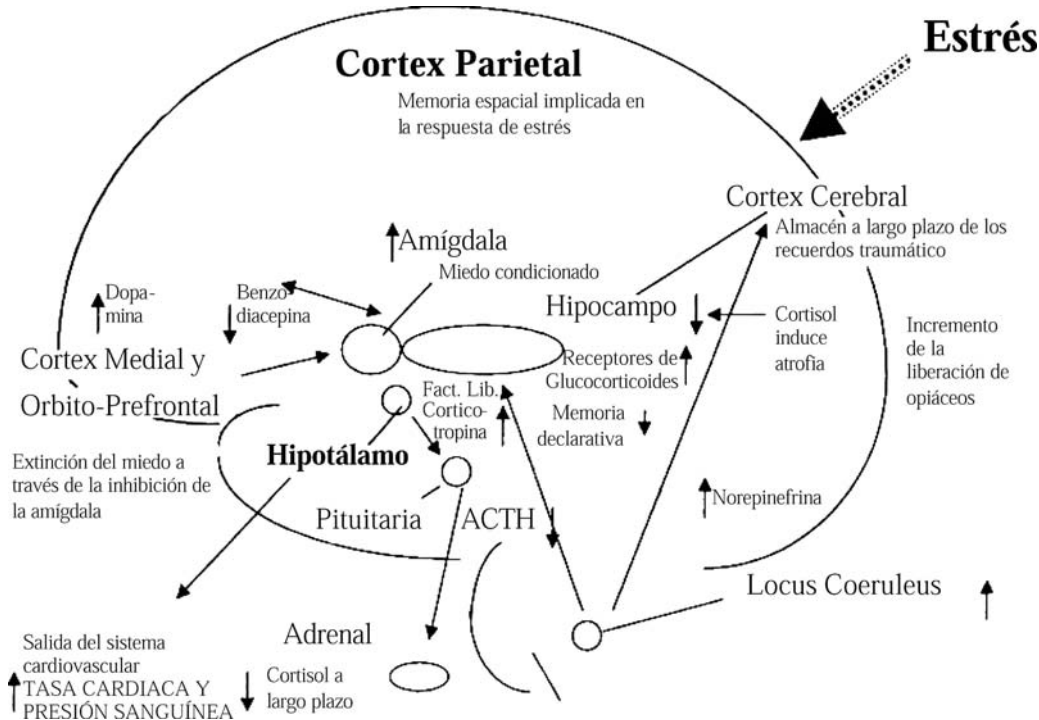 Estrés
Cortex Parietal
Memoria espacial implicada en
la respuesta de estrés
Cortex Cerebral
Almacén a largo plazo de los
recuerdos traumático
Amígdala
Miedo condicionado
Dopa-
mina
Benzo-
diacepina
Hipocampo
Cortisol
induce
atrofia
Incremento
de la
liberación de
opiáceos
Cortex Medial y
Orbito-Prefrontal
Receptores de
Glucocorticoides
Fact. Lib.
Cortico-
tropina
Memoria
declarativa
Hipotálamo
Extinción del miedo a
través de la inhibición de
la amígdala
Pituitaria
ACTH
Norepinefrina
Locus Coeruleus
Adrenal
Salida del sistema
cardiovascular
TASA CARDIACA Y
PRESIÓN SANGUÍNEA
Cortisol a
largo plazo